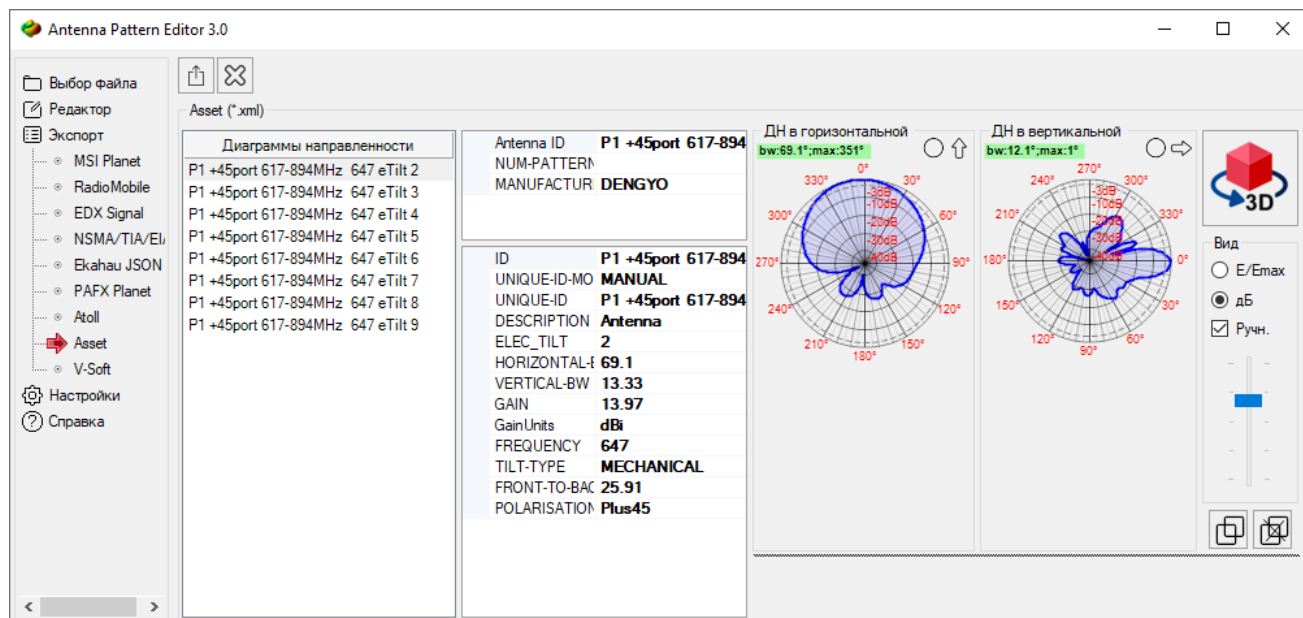 Antenna Pattern Editor 3.0
Выбор файла
Редактор
Экспорт
MSI Planet
RadioMobile
EDX Signal
NSMA/TIA/EI
Ekahau JSON
PAFX Planet
Atoll
Asset
V-Soft
Настройки
Справка
Asset (*.xml)
Диаграммы направленности
P1 +45port 617-894MHz 647 eTilt 2
P1 +45port 617-894MHz 647 eTilt 3
P1 +45port 617-894MHz 647 eTilt 4
P1 +45port 617-894MHz 647 eTilt 5
P1 +45port 617-894MHz 647 eTilt 6
P1 +45port 617-894MHz 647 eTilt 7
P1 +45port 617-894MHz 647 eTilt 8
P1 +45port 617-894MHz 647 eTilt 9
Antenna ID P1 +45port 617-894
NUM-PATTERN
MANUFACTUR DENGYO
ID P1 +45port 617-894
UNIQUE-ID-MO MANUAL
UNIQUE-ID P1 +45port 617-894
DESCRIPTION Antenna
ELEC_TILT 2
HORIZONTAL-E 69.1
VERTICAL-BW 13.33
GAIN 13.97
GainUnits dBi
FREQUENCY 647
TILT-TYPE MECHANICAL
FRONT-TO-BAC 25.91
POLARISATION Plus45
ДН в горизонтальной
bw:69.1°;max:351°
0°
330° 30°
300° 60°
270° 90°
240° 120°
210° 150°
180°
-3dB
-10dB
-20dB
-30dB
-40dB
ДН в вертикальной
bw:12.1°;max:1°
270°
240° 300°
210° 330°
180° 0°
150° 30°
120° 60°
90°
-3dB
-10dB
-20dB
-30dB
-40dB
3D
Вид
E/Emax
дБ
Ручн.